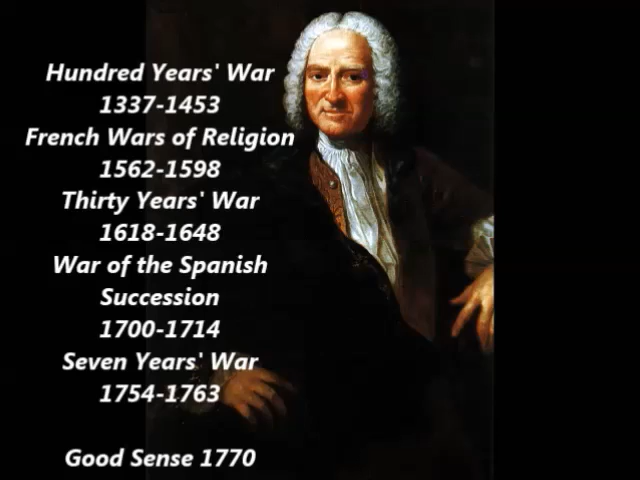 Hundred Years' War
1337-1453
French Wars of Religion
1562-1598
Thirty Years' War
1618-1648
War of the Spanish
Succession
1700-1714
Seven Years' War
1754-1763
Good Sense 1770